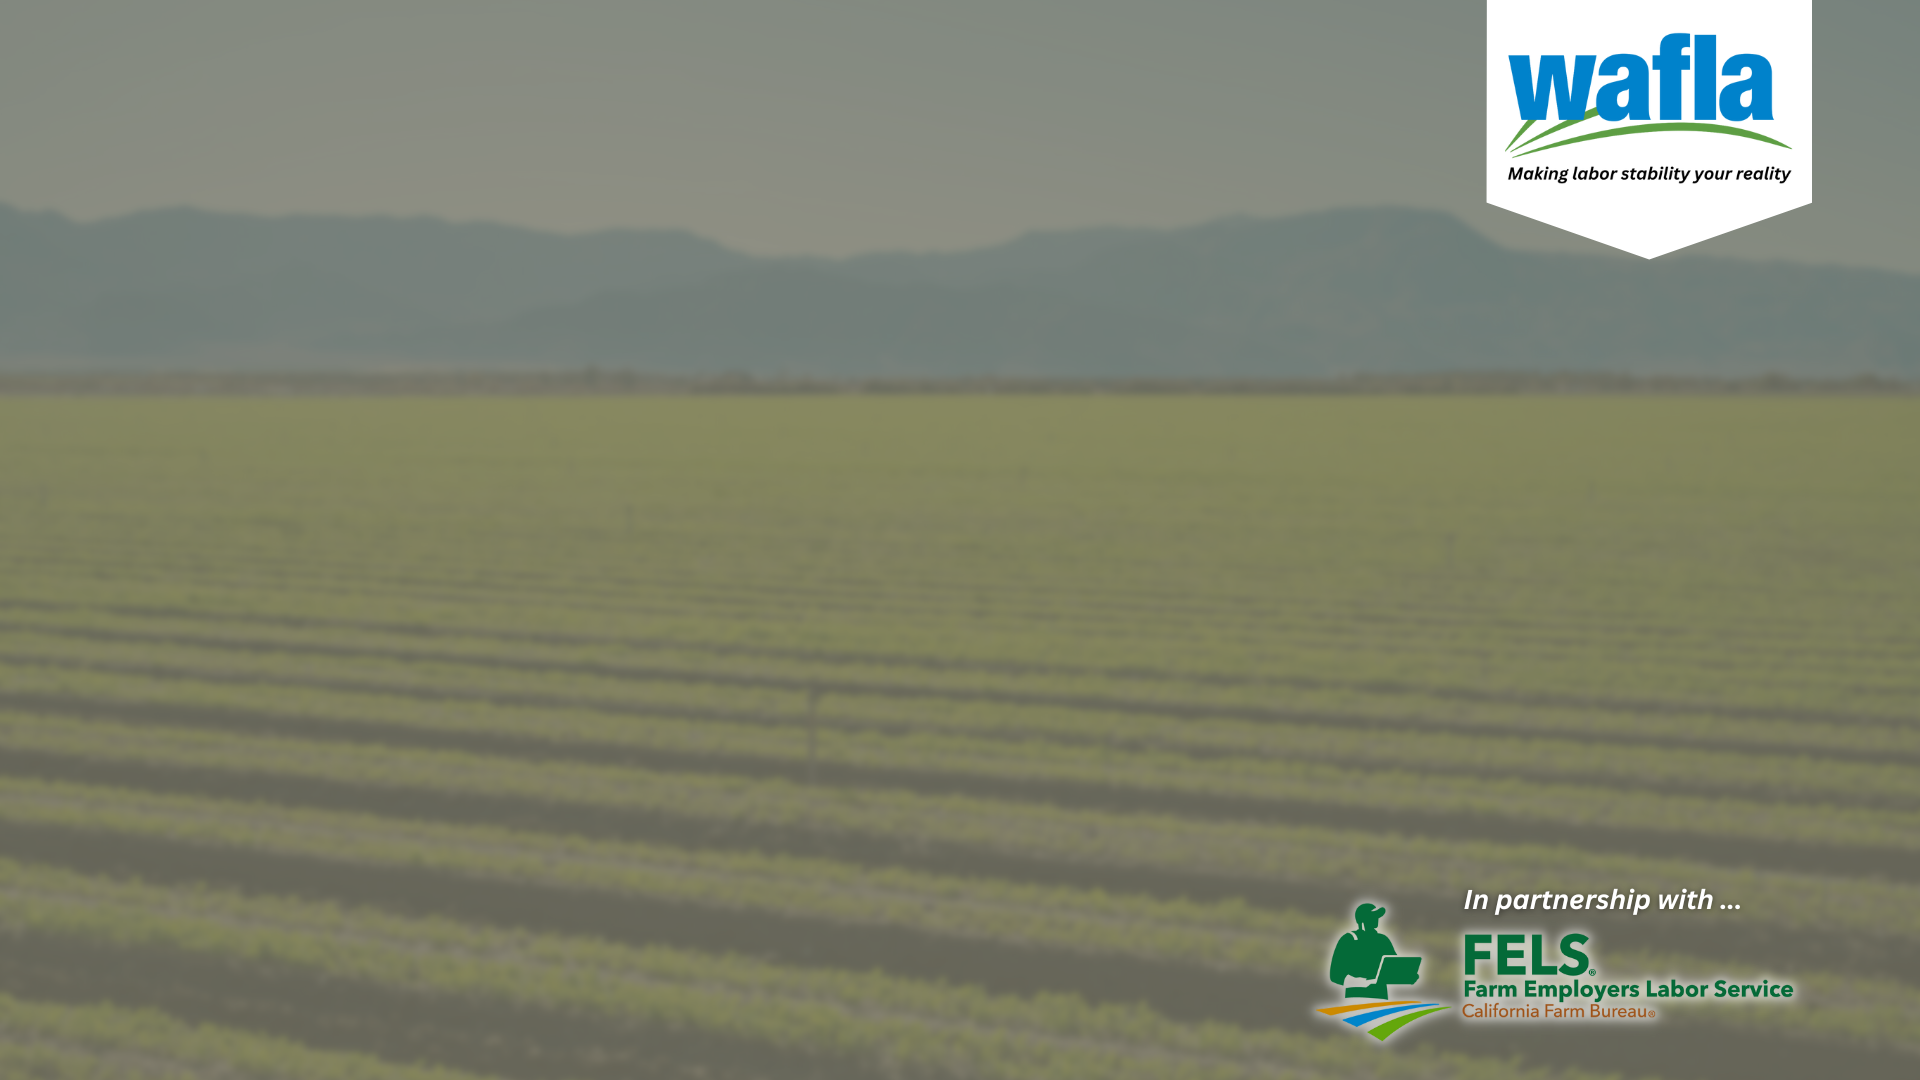 wafla
Making labor stability your reality
In partnership with ...
FELS®
Farm Employers Labor Service
California Farm Bureau®